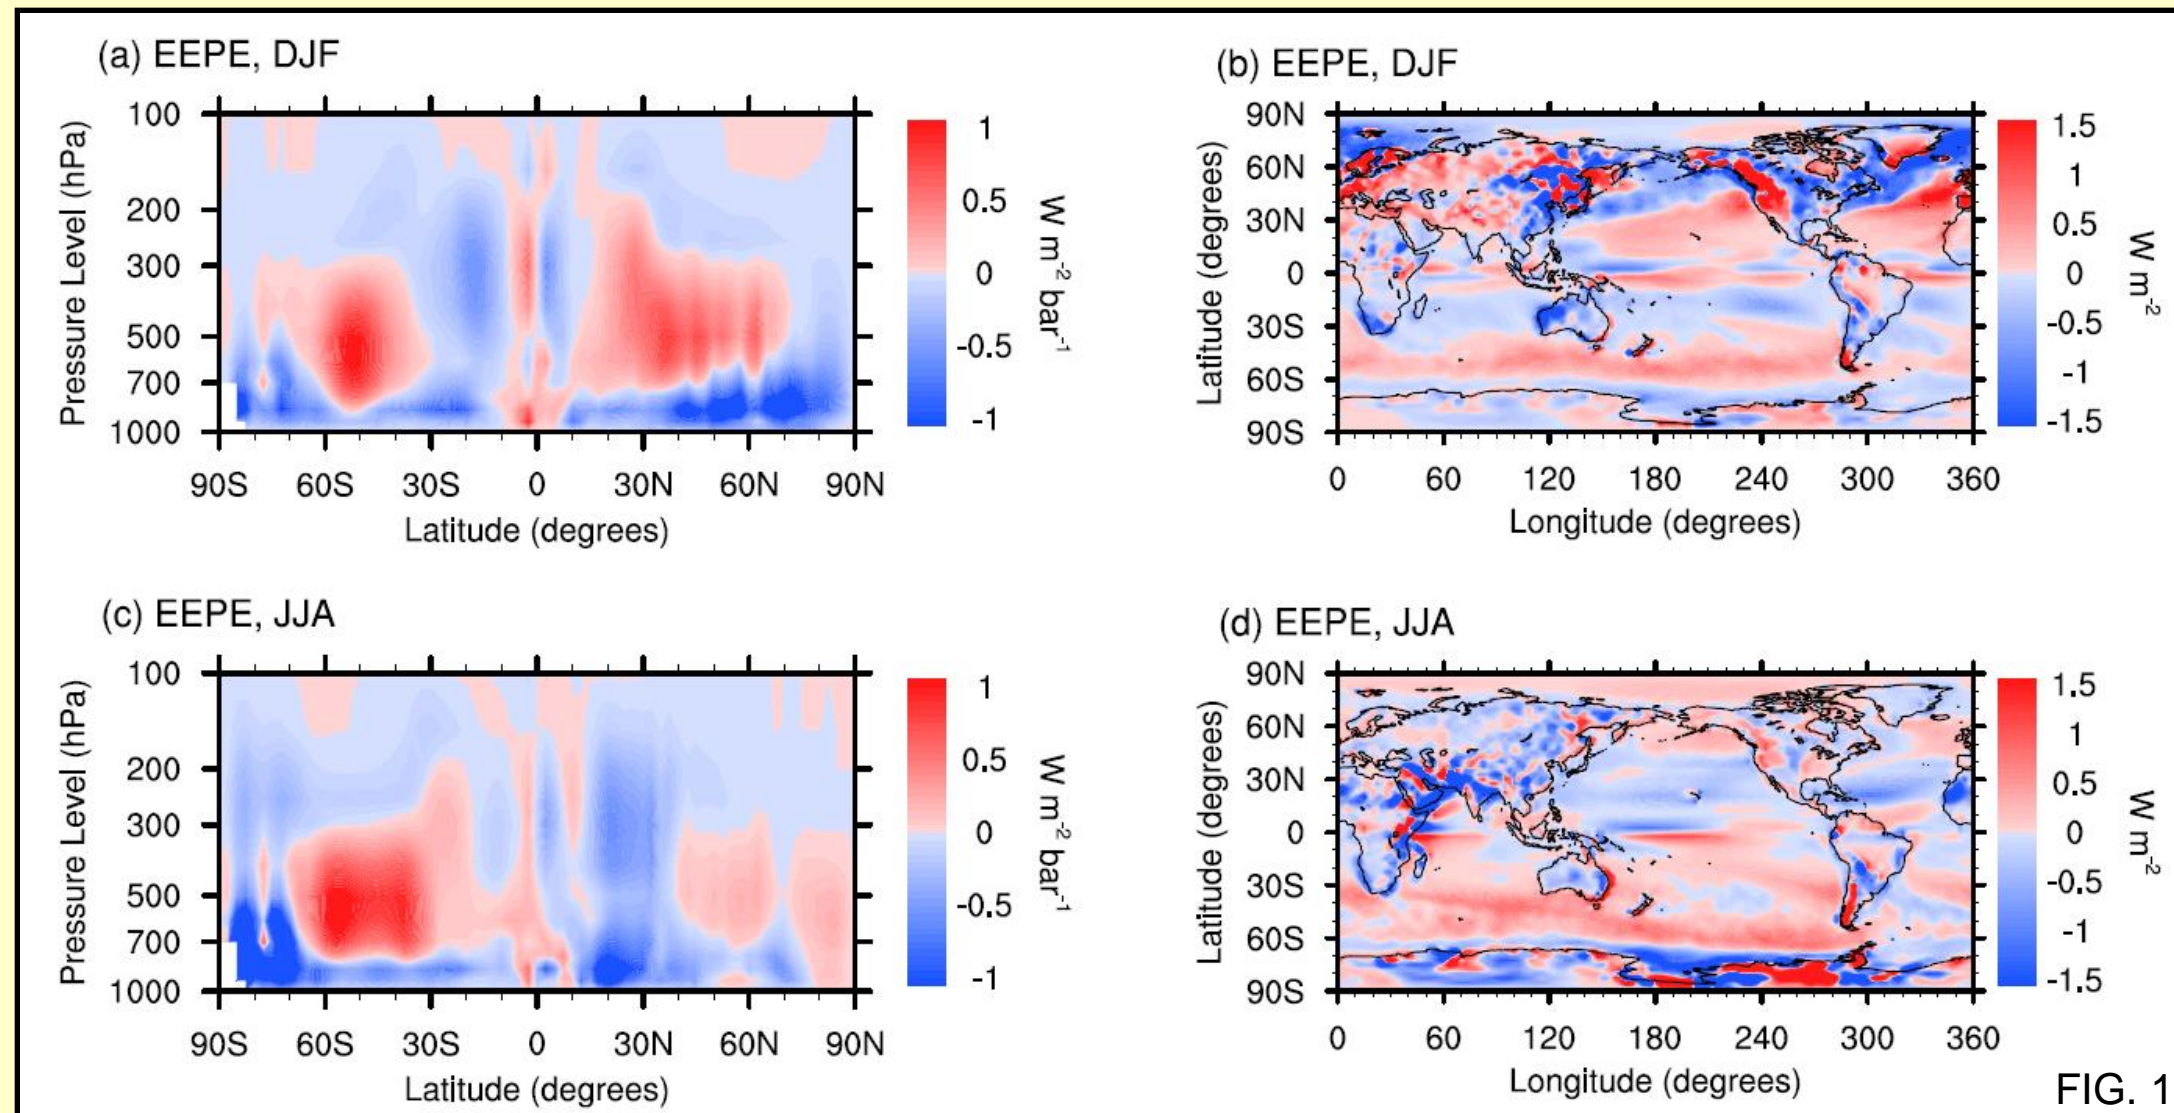 (a) EEPE, DJF
100
200
300
500
700
1000
Pressure Level (hPa)
90S 60S 30S 0 30N 60N 90N
Latitude (degrees)
1
0.5
0
-0.5
-1
W m-2 bar-1
(b) EEPE, DJF
90N
60N
30N
0
30S
60S
90S
Latitude (degrees)
0 60 120 180 240 300 360
Longitude (degrees)
1.5
1
0.5
0
-0.5
-1
-1.5
W m-2
(c) EEPE, JJA
100
200
300
500
700
1000
Pressure Level (hPa)
90S 60S 30S 0 30N 60N 90N
Latitude (degrees)
1
0.5
0
-0.5
-1
W m-2 bar-1
(d) EEPE, JJA
90N
60N
30N
0
30S
60S
90S
Latitude (degrees)
0 60 120 180 240 300 360
Longitude (degrees)
1.5
1
0.5
0
-0.5
-1
-1.5
W m-2
FIG. 1